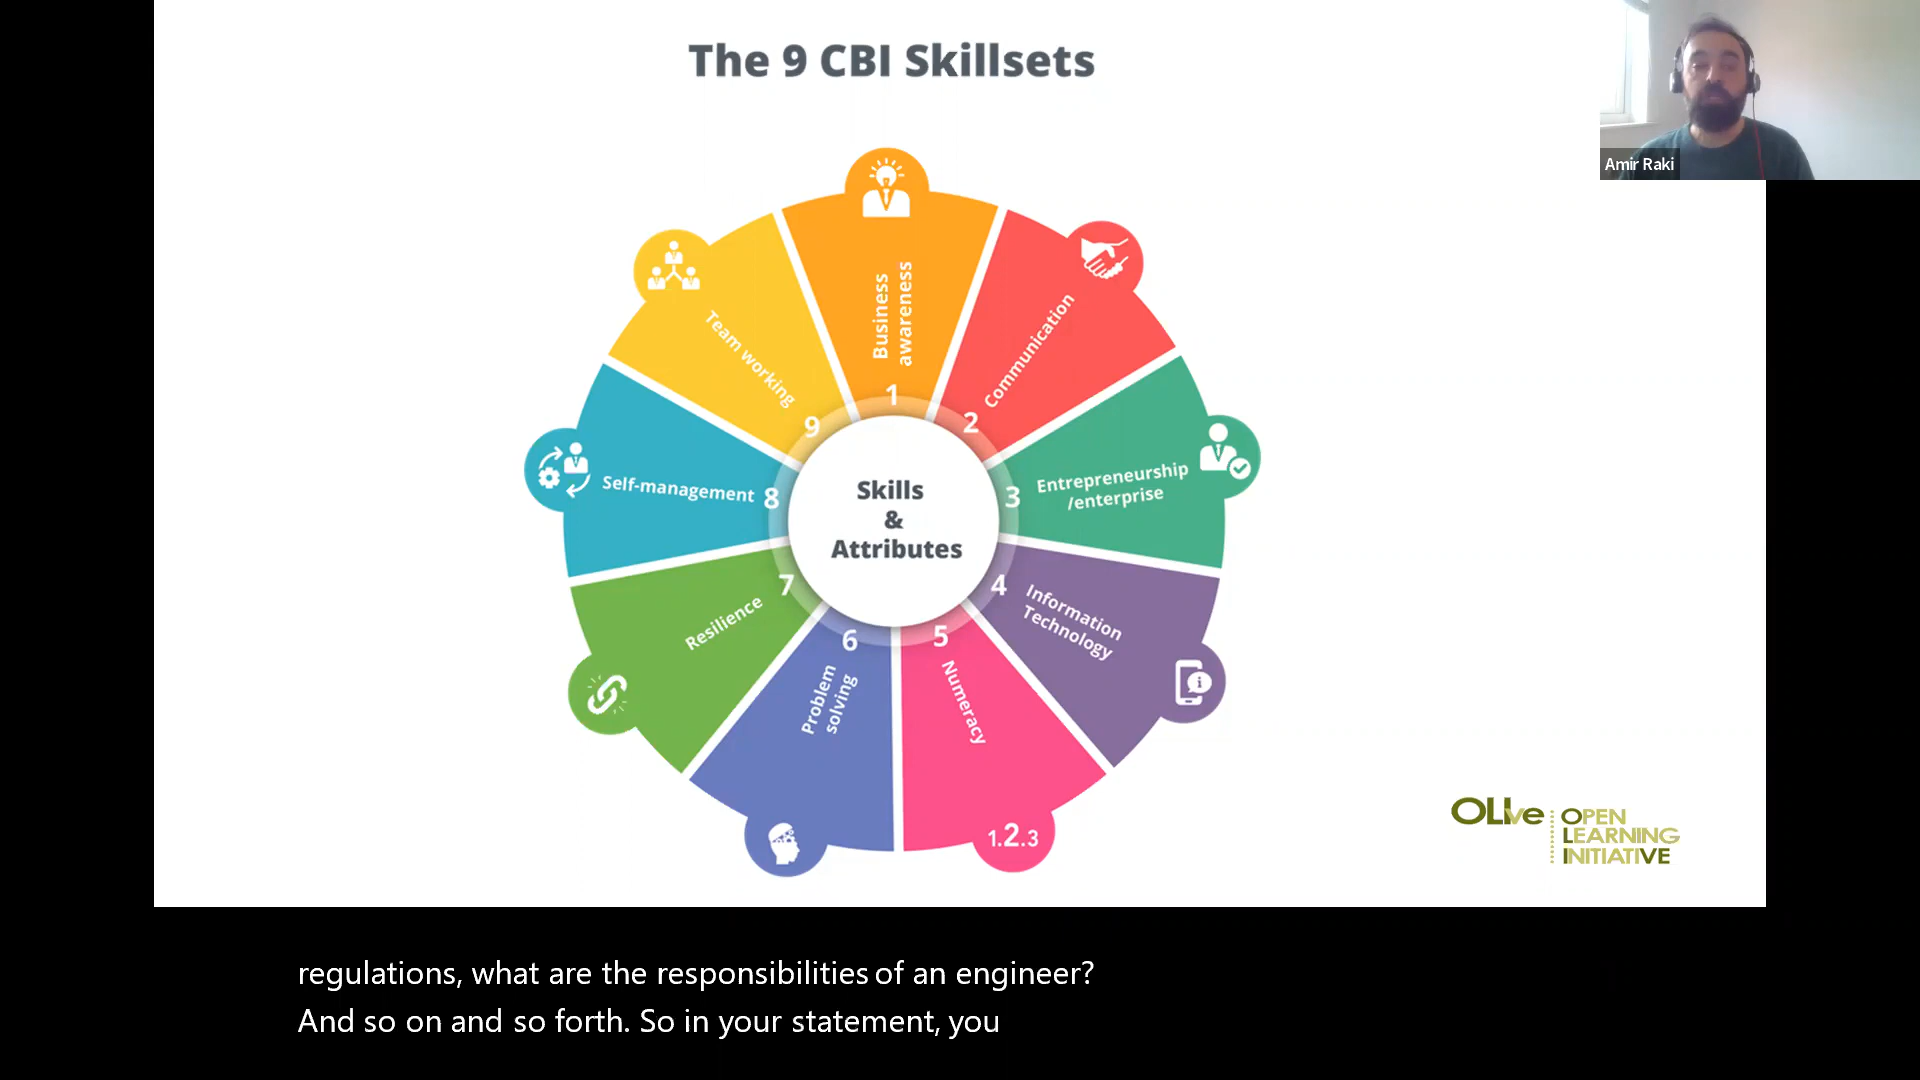 The 9 CBI Skillsets
Amir Raki
Business
awareness
1
Communication
2
Entrepreneurship
/enterprise
3
Information
Technology
4
Numeracy
5
1.2.3
Problem
solving
6
Resilience
7
Self-management
8
Team working
9
Skills
&
Attributes
OLIve
OPEN
LEARNING
INITIATIVE
regulations, what are the responsibilities of an engineer?
And so on and so forth. So in your statement, you